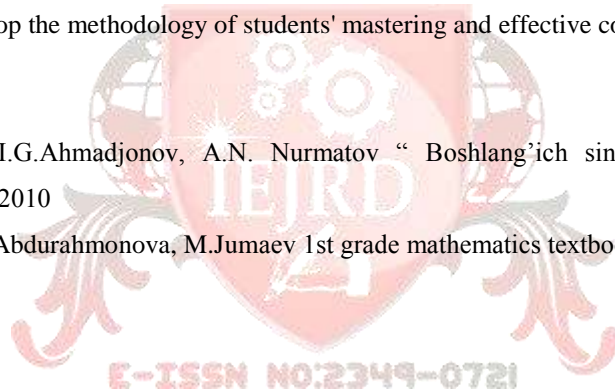 op the methodology of students' mastering and effective co
I.G.Ahmadjonov, A.N. Nurmatov “ Boshlang’ich sin
2010
Abdurahmonova, M.Jumaev 1st grade mathematics textbo
IEJRD
E-ISSN NO:2349-0721